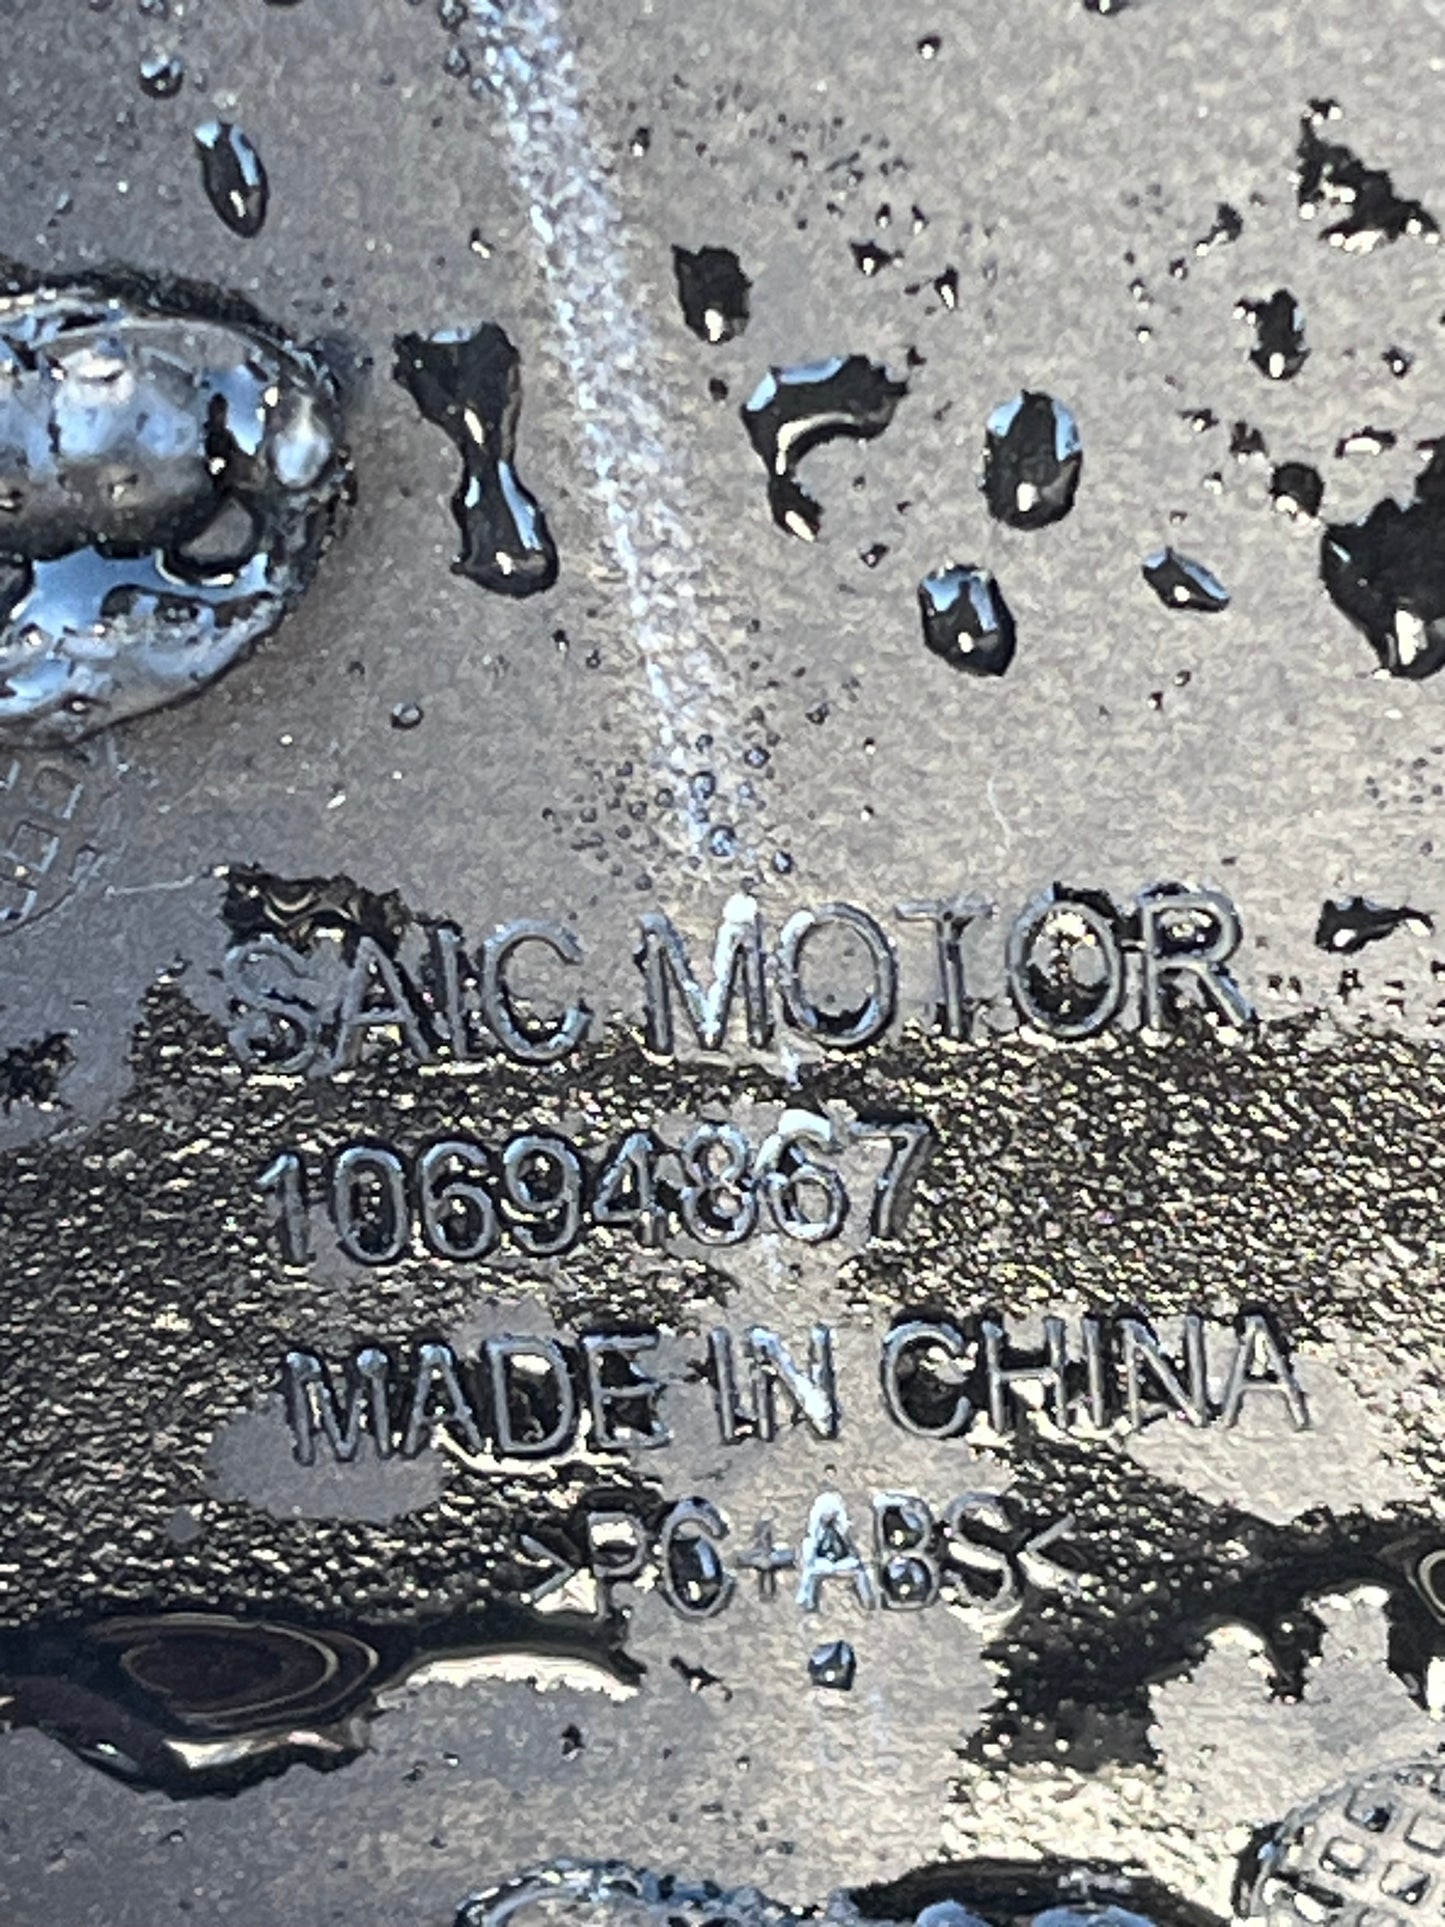 SAIC MOTOR
10694867
MADE IN CHINA
>PC+ABS<